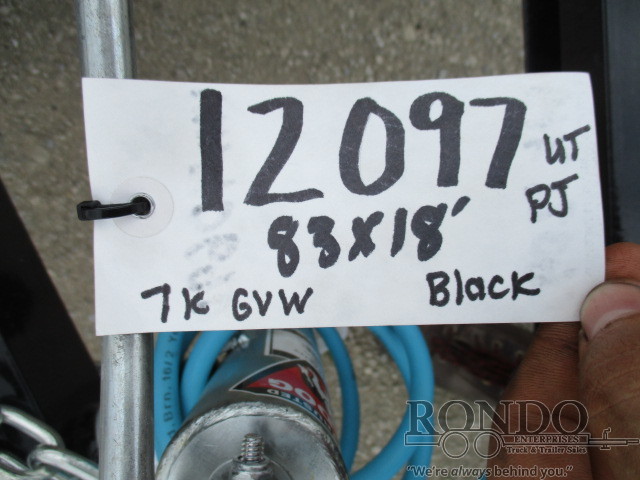 12097
UT
PJ
83X18'
7K GVW
Black
RONDO
ENTERPRISES
Truck & Trailer Sales
"We're always behind you."